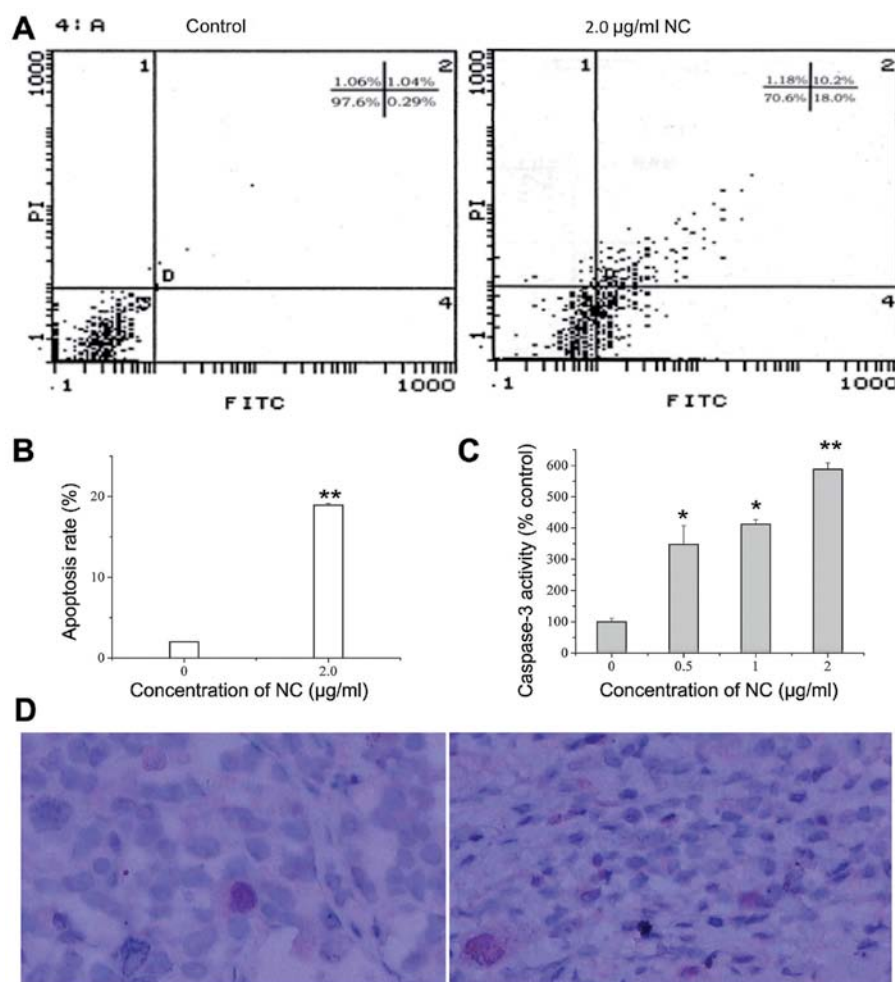 A
4: A
Control
2.0 µg/ml NC
1000
1
2
1.06% 1.04%
97.6% 0.29%
PI
D
3
4
1
.1
1000
FITC
1000
1
2
1.18% 10.2%
70.6% 18.0%
PI
4
1
.1
1000
FITC
B
Apoptosis rate (%)
20
10
0
**
0
2.0
Concentration of NC (µg/ml)
C
Caspase-3 activity (% control)
600
500
400
300
200
100
0
*
*
**
0
0.5
1
2
Concentration of NC (µg/ml)
D